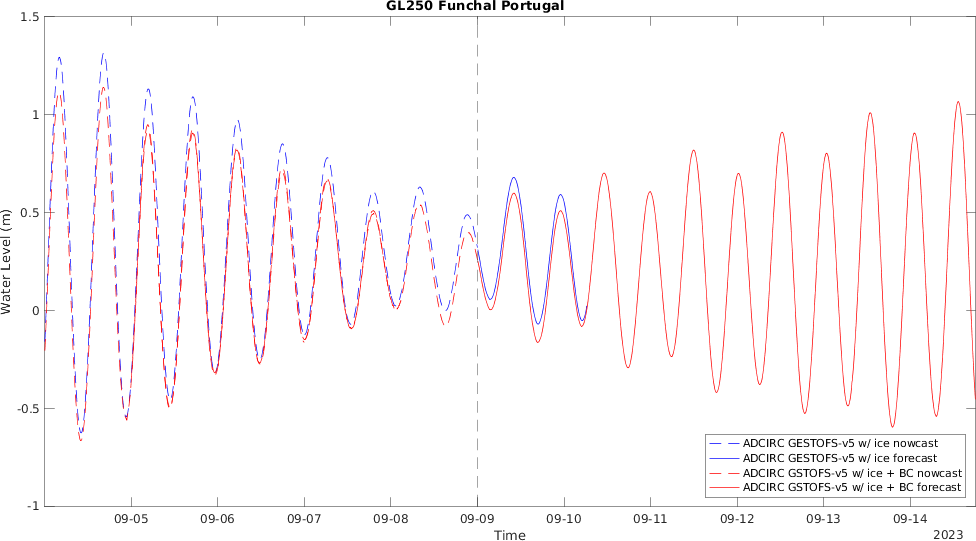 GL250 Funchal Portugal
1.5
1
0.5
0
-0.5
-1
Water Level (m)
09-05 09-06 09-07 09-08 09-09 09-10 09-11 09-12 09-13 09-14
Time
2023
ADCIRC GESTOFS-v5 w/ ice nowcast
ADCIRC GESTOFS-v5 w/ ice forecast
ADCIRC GSTOFS-v5 w/ ice + BC nowcast
ADCIRC GSTOFS-v5 w/ ice + BC forecast